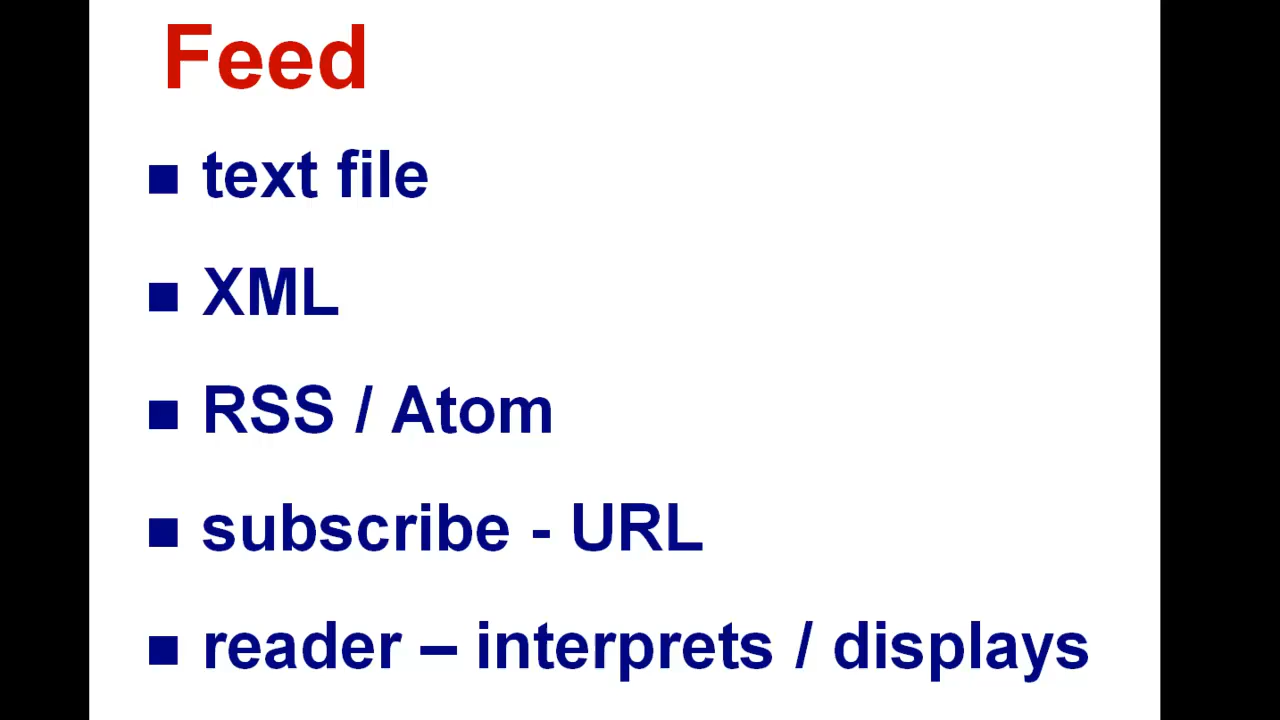 Feed
■ text file
■ XML
■ RSS / Atom
■ subscribe - URL
■ reader – interprets / displays